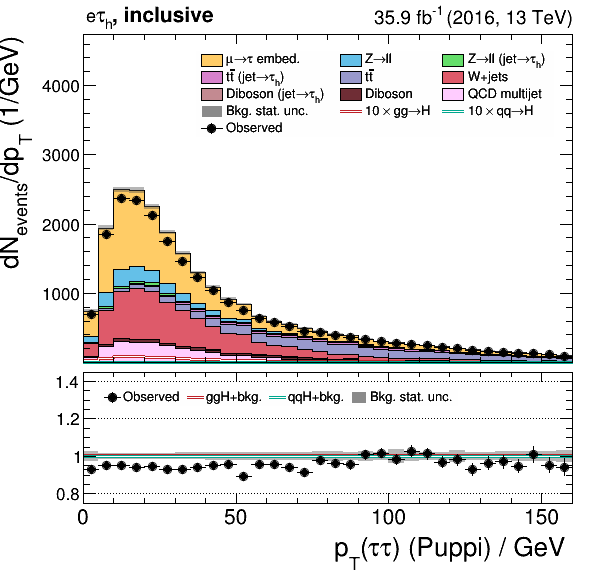 eτh, inclusive 35.9 fb-1 (2016, 13 TeV)
dNevents/dpT (1/GeV)
μ→τ embed. Z→ll Z→ll (jet→τh)
tt̄ (jet→τh) tt̄ W+jets
Diboson (jet→τh) Diboson QCD multijet
Bkg. stat. unc. 10 × gg→H 10 × qq→H
Observed
4000
3000
2000
1000
Observed ggH+bkg. qqH+bkg. Bkg. stat. unc.
1.4
1.2
1
0.8
0 50 100 150
pT(ττ) (Puppi) / GeV